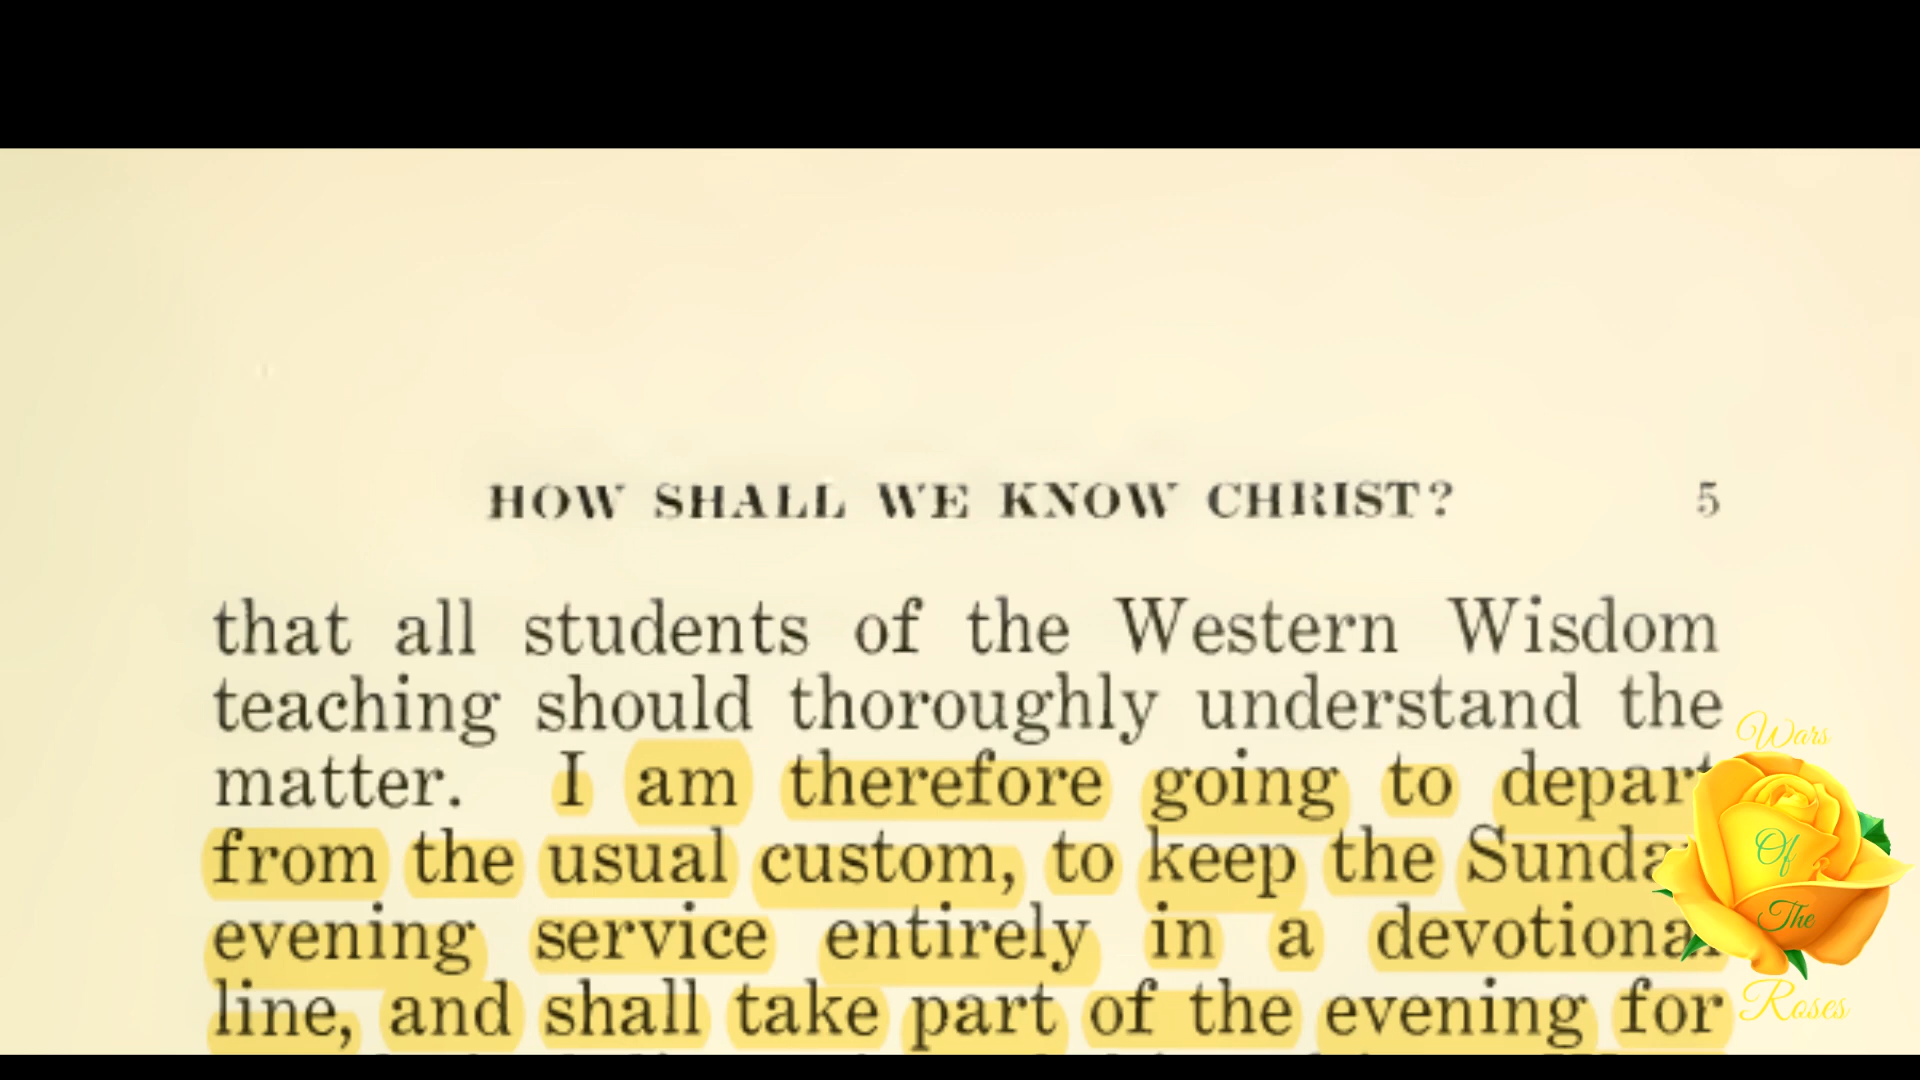 HOW SHALL WE KNOW CHRIST? 5
that all students of the Western Wisdom
teaching should thoroughly understand the
matter. I am therefore going to depart
from the usual custom, to keep the Sunday
evening service entirely in a devotional
line, and shall take part of the evening for
Wars
Of
The
Roses